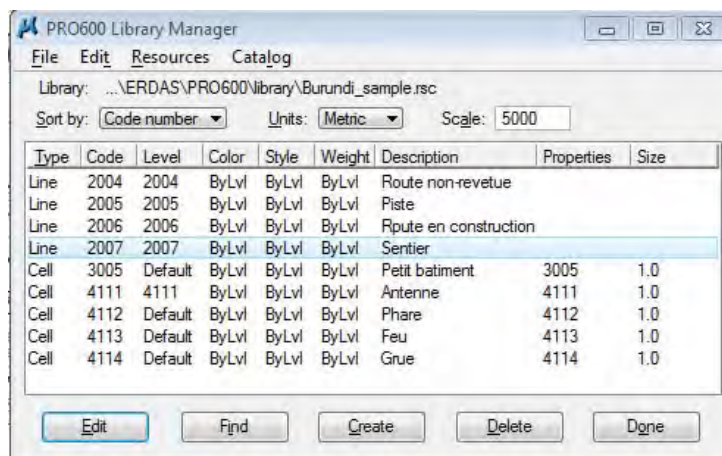 PRO600 Library Manager
File Edit Resources Catalog
Library: ...\ERDAS\PRO600\library\Burundi_sample.rsc
Sort by: Code number Units: Metric Scale: 5000
Type Code Level Color Style Weight Description Properties Size
Line 2004 2004 ByLvl ByLvl ByLvl Route non-revetue
Line 2005 2005 ByLvl ByLvl ByLvl Piste
Line 2006 2006 ByLvl ByLvl ByLvl Rpute en construction
Line 2007 2007 ByLvl ByLvl ByLvl Sentier
Cell 3005 Default ByLvl ByLvl ByLvl Petit batiment 3005 1.0
Cell 4111 4111 ByLvl ByLvl ByLvl Antenne 4111 1.0
Cell 4112 Default ByLvl ByLvl ByLvl Phare 4112 1.0
Cell 4113 Default ByLvl ByLvl ByLvl Feu 4113 1.0
Cell 4114 Default ByLvl ByLvl ByLvl Grue 4114 1.0
Edit Find Create Delete Done